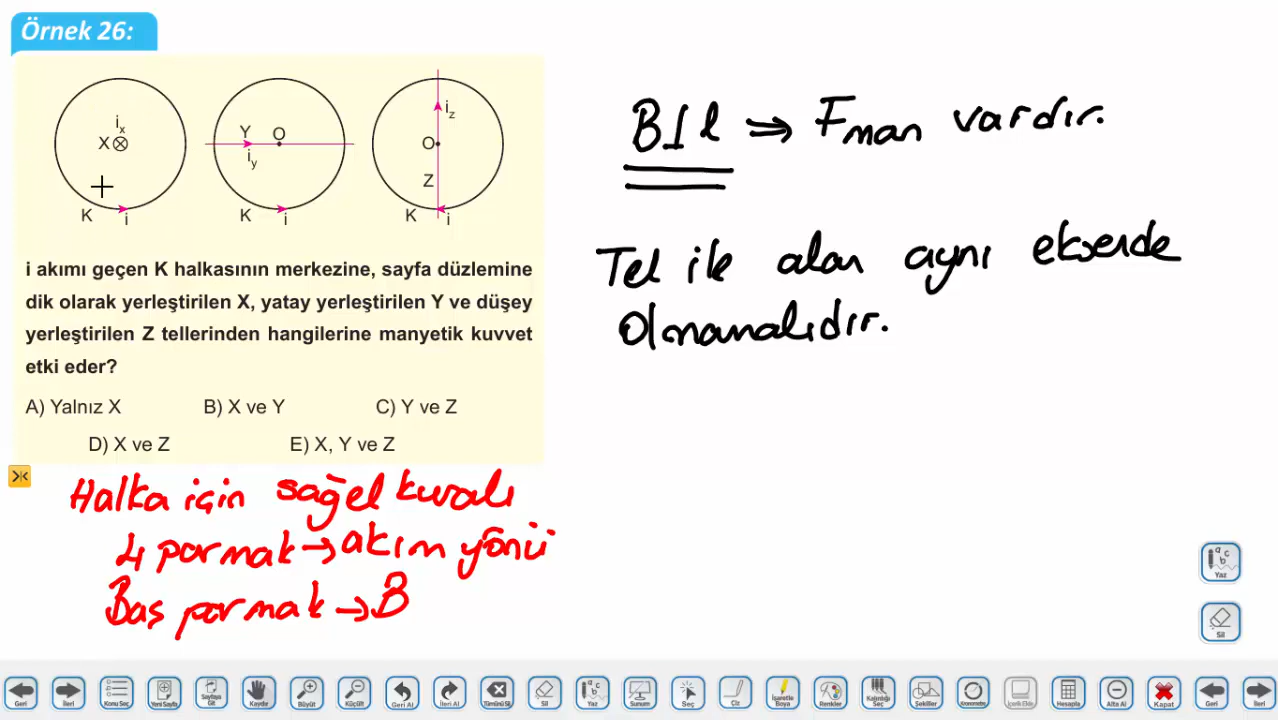 Örnek 26:
i_x
X
K
i
Y
O
i_y
K
i
i_z
O
Z
K
i
i akımı geçen K halkasının merkezine, sayfa düzlemine
dik olarak yerleştirilen X, yatay yerleştirilen Y ve düşey
yerleştirilen Z tellerinden hangilerine manyetik kuvvet
etki eder?
A) Yalnız X B) X ve Y C) Y ve Z
D) X ve Z E) X, Y ve Z
Halka için sağel kuralı
4 parmak → akım yönü
Baş parmak → B
BIl ⇒ Fman vardır.
Tel ile alan aynı eksende
olmamalıdır.
Yaz
Sil
Geri İleri Konu Seç Yeni Sayfa Sayfaya Git Kaydır Büyüt Küçült Geri Al İleri Al Tümünü Sil Sil Yaz Sunum Seç Çiz İşaretle Boya Renkler Kalınlığı Seç Şekiller Kronometre İçerik Ekle Hesapla Alta Al Kapat Geri İleri